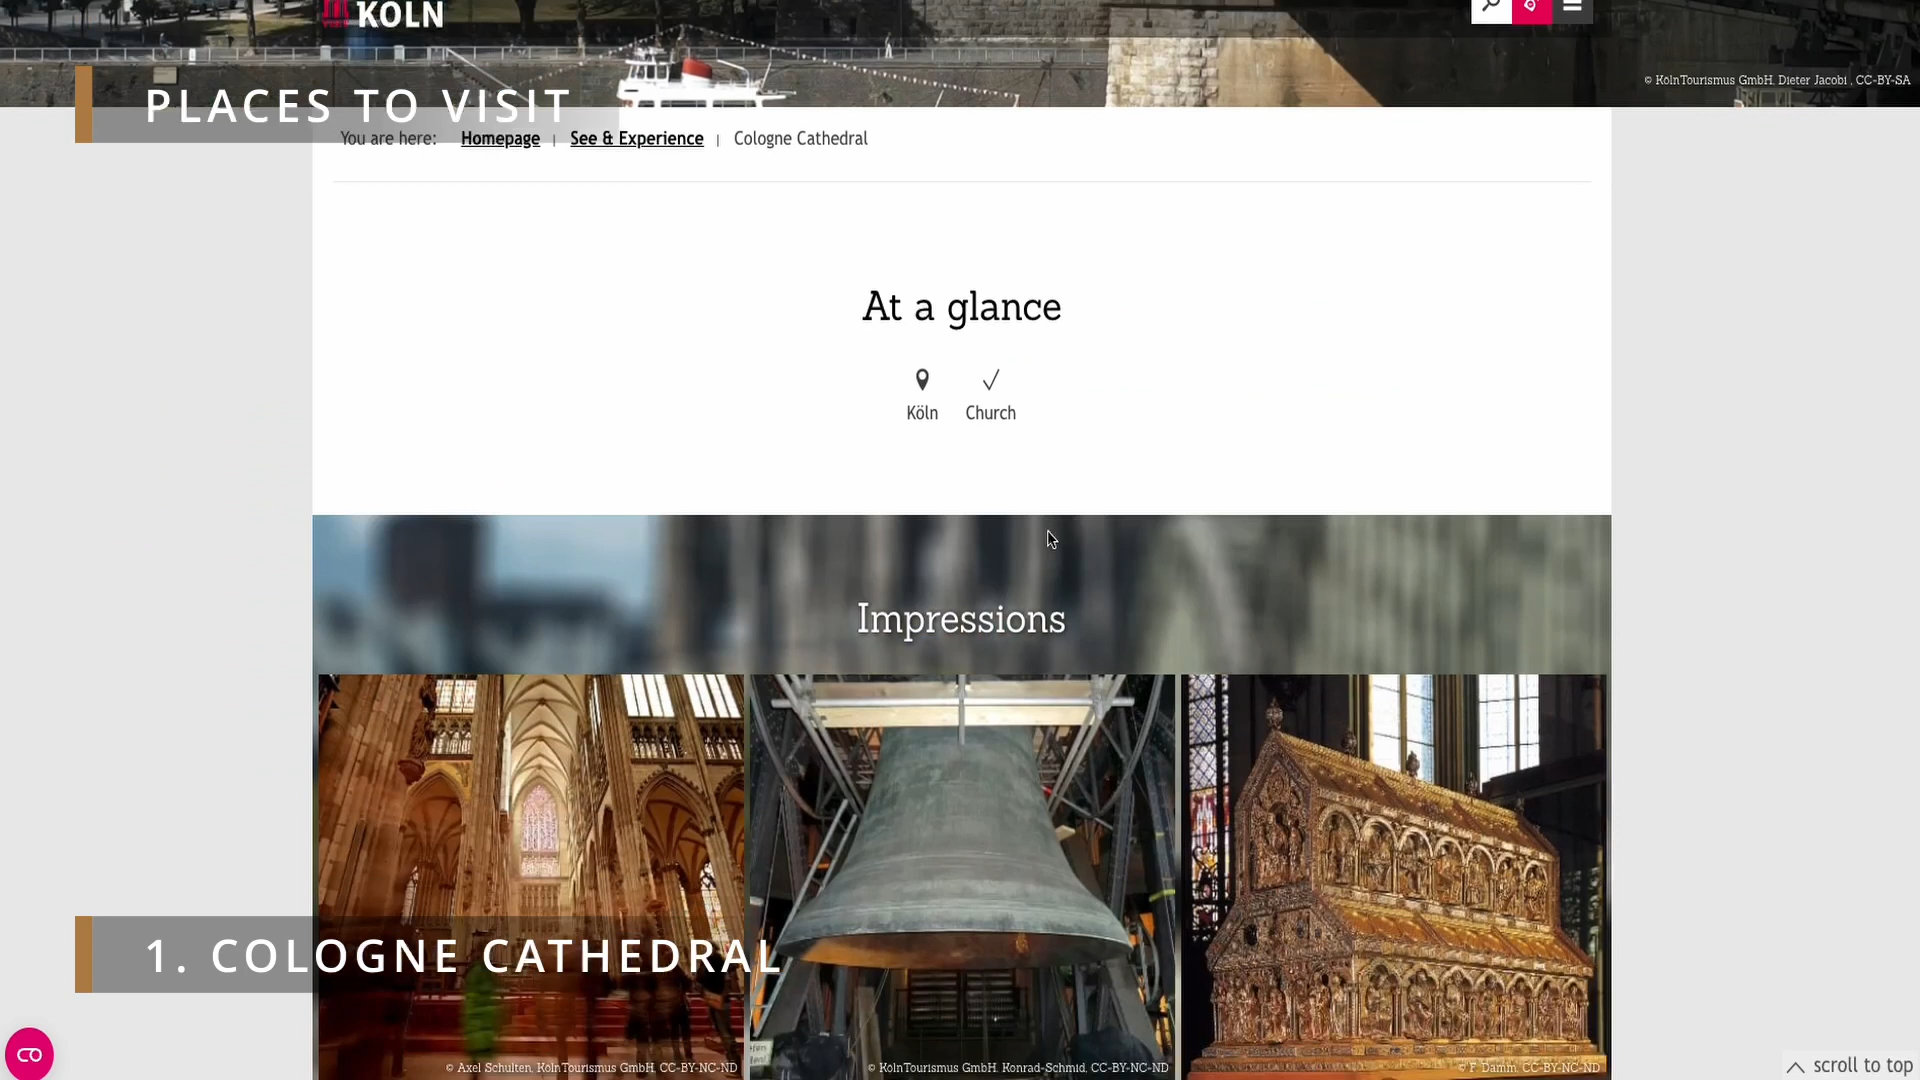 KÖLN
© KölnTourismus GmbH, Dieter Jacobi , CC-BY-SA
PLACES TO VISIT
You are here: Homepage | See & Experience | Cologne Cathedral
At a glance
Köln Church
Impressions
1. COLOGNE CATHEDRAL
© Axel Schulten, KölnTourismus GmbH, CC-BY-NC-ND
© KölnTourismus GmbH, Konrad-Schmid, CC-BY-NC-ND
© F. Damm, CC-BY-NC-ND
scroll to top